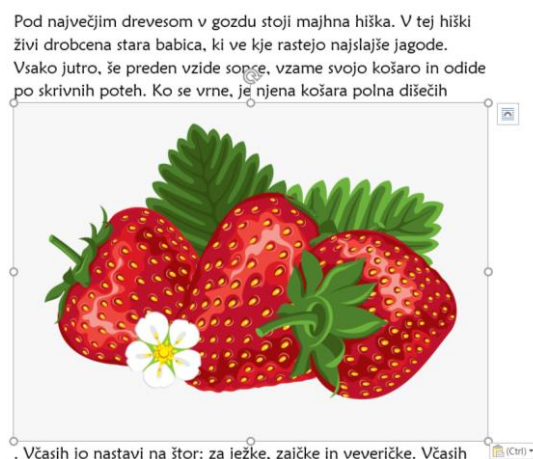 Pod največjim drevesom v gozdu stoji majhna hiška. V tej hiški
živi drobcena stara babica, ki ve kje rastejo najslajše jagode.
Vsako jutro, še preden vzide sonce, vzame svojo košaro in odide
po skrivnih poteh. Ko se vrne, je njena košara polna dišečih
. Včasih jo nastavi na štor: za ježke, zajčke in veveričke. Včasih
(Ctrl)